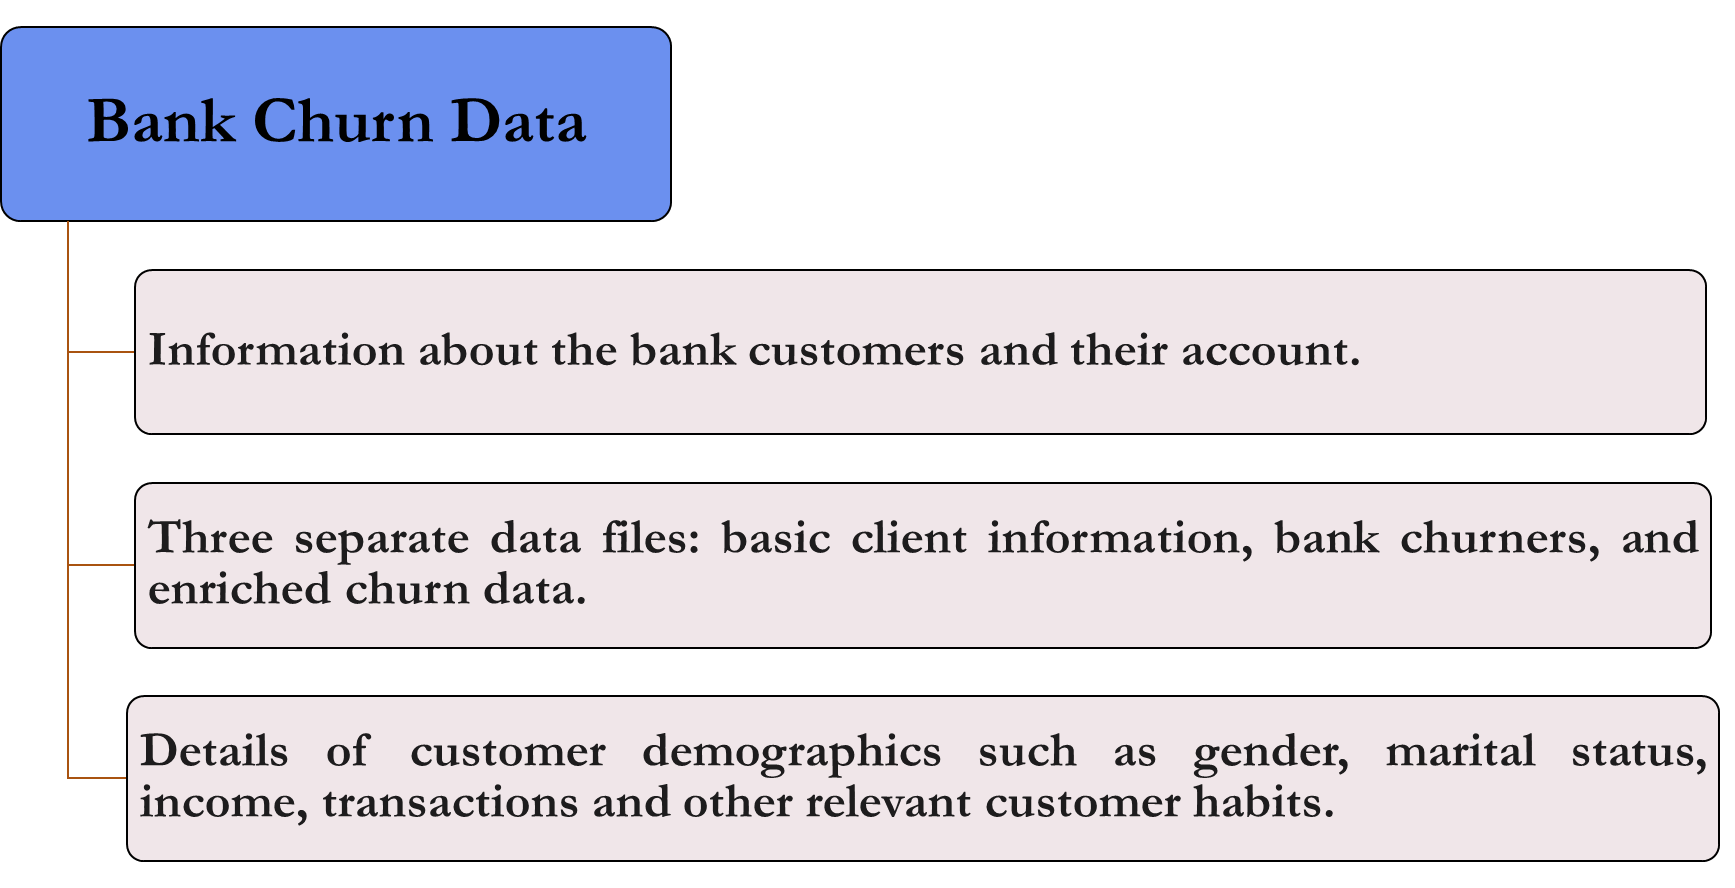 Bank Churn Data
Information about the bank customers and their account.
Three separate data files: basic client information, bank churners, and
enriched churn data.
Details of customer demographics such as gender, marital status,
income, transactions and other relevant customer habits.